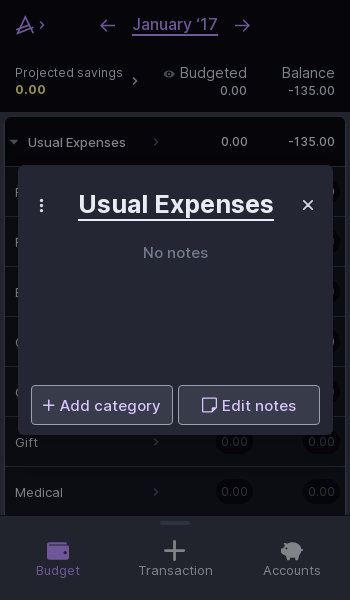 January ‘17
Projected savings
Budgeted
Balance
0.00
0.00
-135.00
Usual Expenses
0.00
-135.00
Usual Expenses
No notes
Add category
Edit notes
Gift
0.00
0.00
Medical
0.00
0.00
Budget
Transaction
Accounts